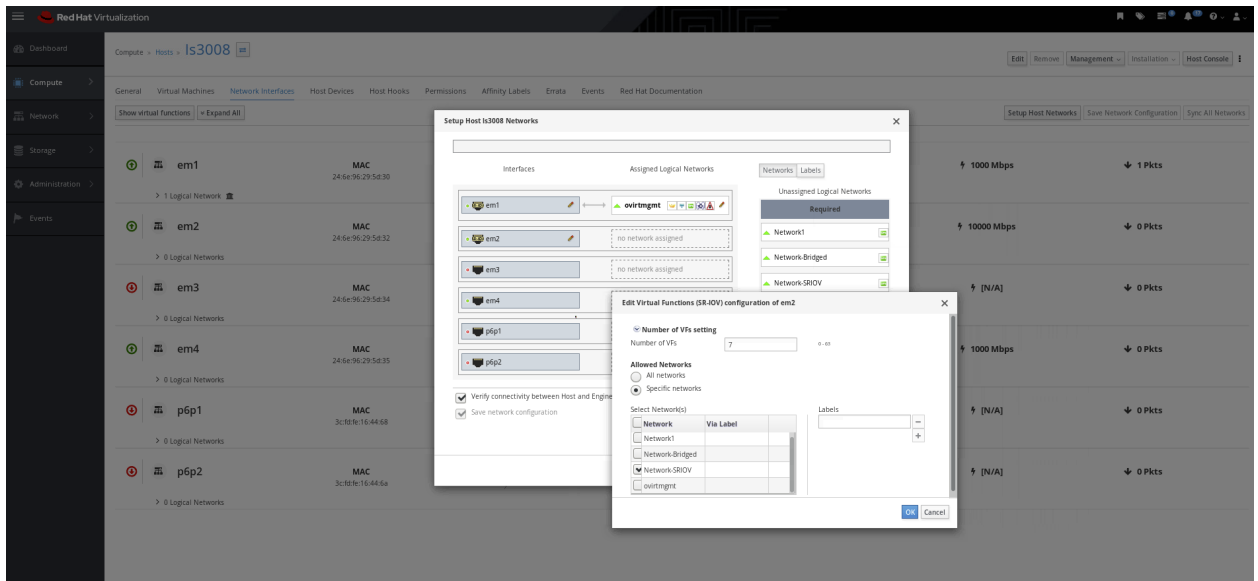 Red Hat Virtualization
Dashboard
Compute
Network
Storage
Administration
Events
Compute » Hosts » ls3008
Edit Remove Management Installation Host Console
General Virtual Machines Network Interfaces Host Devices Host Hooks Permissions Affinity Labels Errata Events Red Hat Documentation
Show virtual functions Expand All
Setup Host Networks Save Network Configuration Sync All Networks
em1 MAC 1000 Mbps 1 Pkts
24:6e:96:29:5d:30
> 1 Logical Network
em2 MAC 10000 Mbps 0 Pkts
24:6e:96:29:5d:32
> 0 Logical Networks
em3 MAC [N/A] 0 Pkts
24:6e:96:29:5d:34
> 0 Logical Networks
em4 MAC 1000 Mbps 0 Pkts
24:6e:96:29:5d:35
> 0 Logical Networks
p6p1 MAC [N/A] 0 Pkts
3c:fd:fe:16:44:68
> 0 Logical Networks
p6p2 MAC [N/A] 0 Pkts
3c:fd:fe:16:44:6a
> 0 Logical Networks
Setup Host ls3008 Networks
Interfaces Assigned Logical Networks Networks Labels
Unassigned Logical Networks
Required
em1 ovirtmgmt
Network1
em2 no network assigned
Network-Bridged
em3 no network assigned
Network-SRIOV
em4
p6p1
p6p2
Verify connectivity between Host and Engine
Save network configuration
Edit Virtual Functions (SR-IOV) configuration of em2
Number of VFs setting
Number of VFs 7 0 - 63
Allowed Networks
All networks
Specific networks
Select Network(s) Labels
Network Via Label
Network1
Network-Bridged
Network-SRIOV
ovirtmgmt
OK Cancel